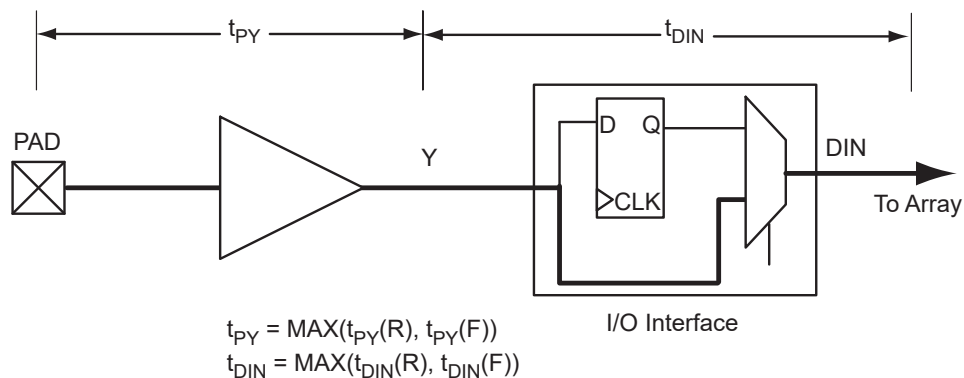 tPY
tDIN
PAD
Y
D Q
CLK
DIN
To Array
I/O Interface
tPY = MAX(tPY(R), tPY(F))
tDIN = MAX(tDIN(R), tDIN(F))